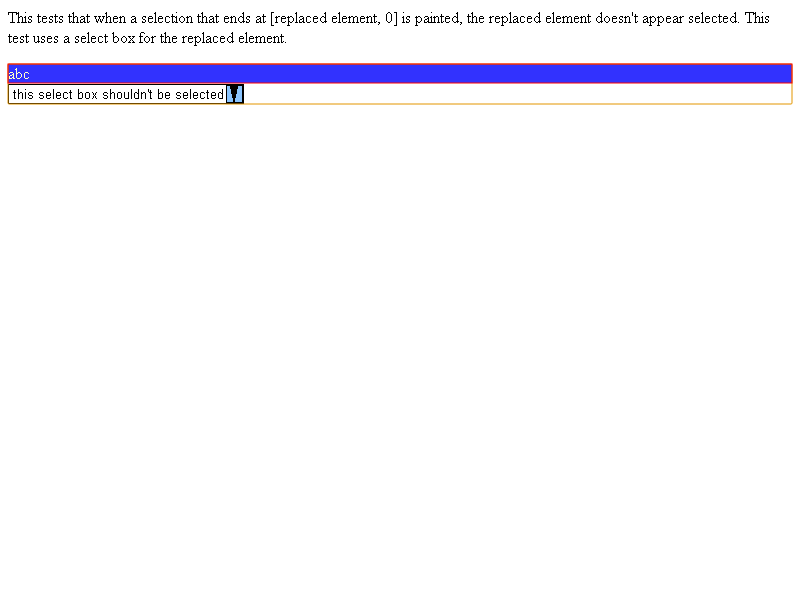 This tests that when a selection that ends at [replaced element, 0] is painted, the replaced element doesn't appear selected. This
test uses a select box for the replaced element.
abc
this select box shouldn't be selected